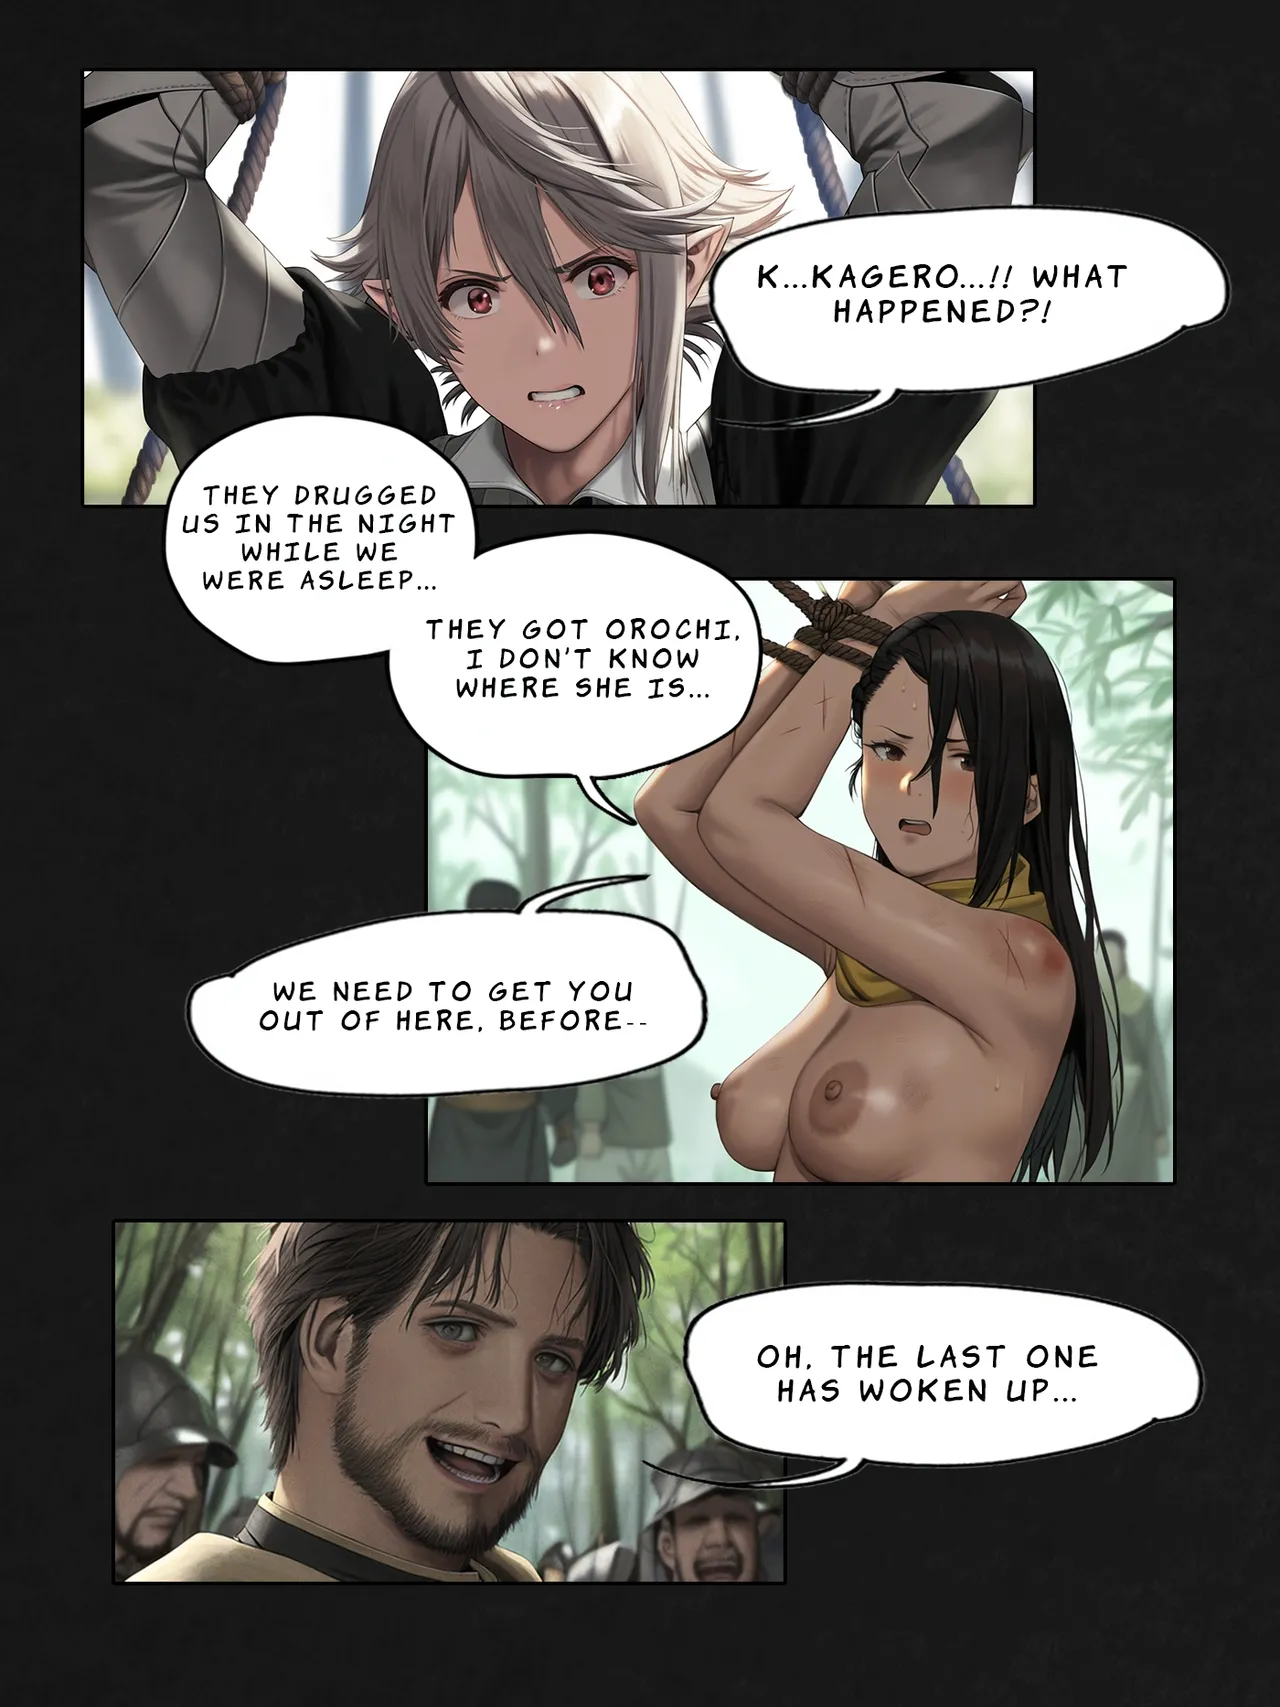 K...KAGERO...!! WHAT
HAPPENED?!
THEY DRUGGED
US IN THE NIGHT
WHILE WE
WERE ASLEEP...
THEY GOT OROCHI,
I DON'T KNOW
WHERE SHE IS...
WE NEED TO GET YOU
OUT OF HERE, BEFORE--
OH, THE LAST ONE
HAS WOKEN UP...